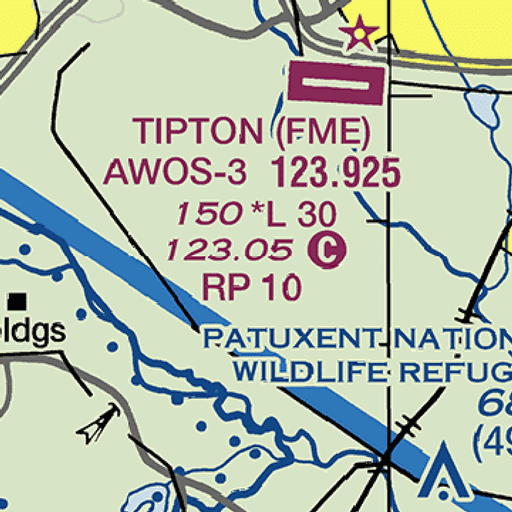 TIPTON (FME)
AWOS-3 123.925
150 *L 30
123.05 C
RP 10
PATUXENT NATION
WILDLIFE REFUG
ldgs
68
(49